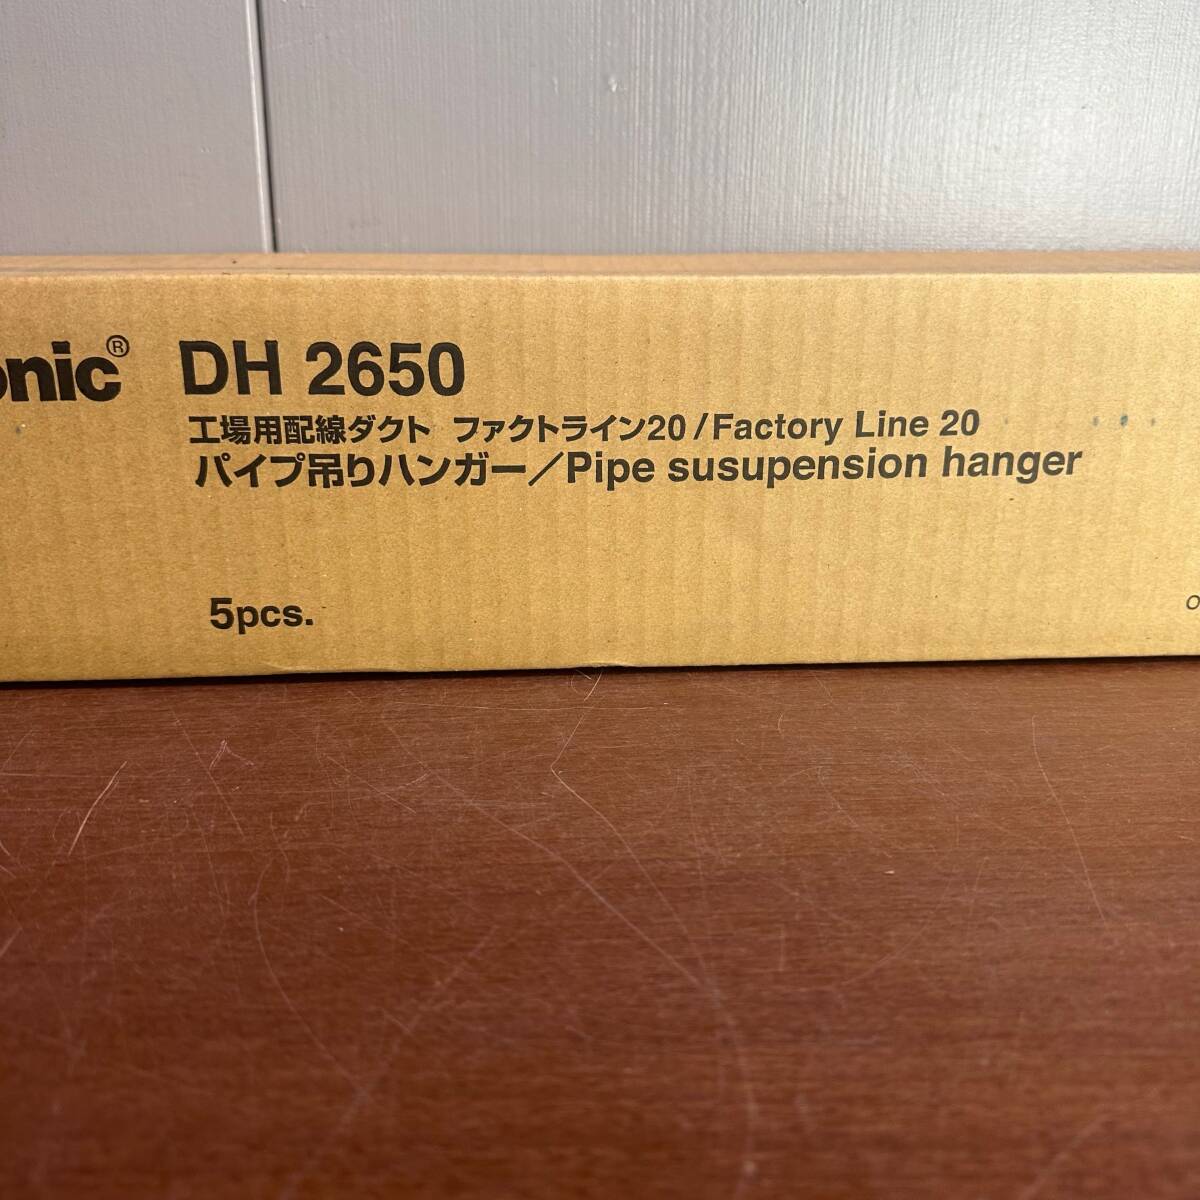 onic® DH 2650
工場用配線ダクト ファクトライン20/Factory Line 20
パイプ吊りハンガー/Pipe susupension hanger
5pcs.